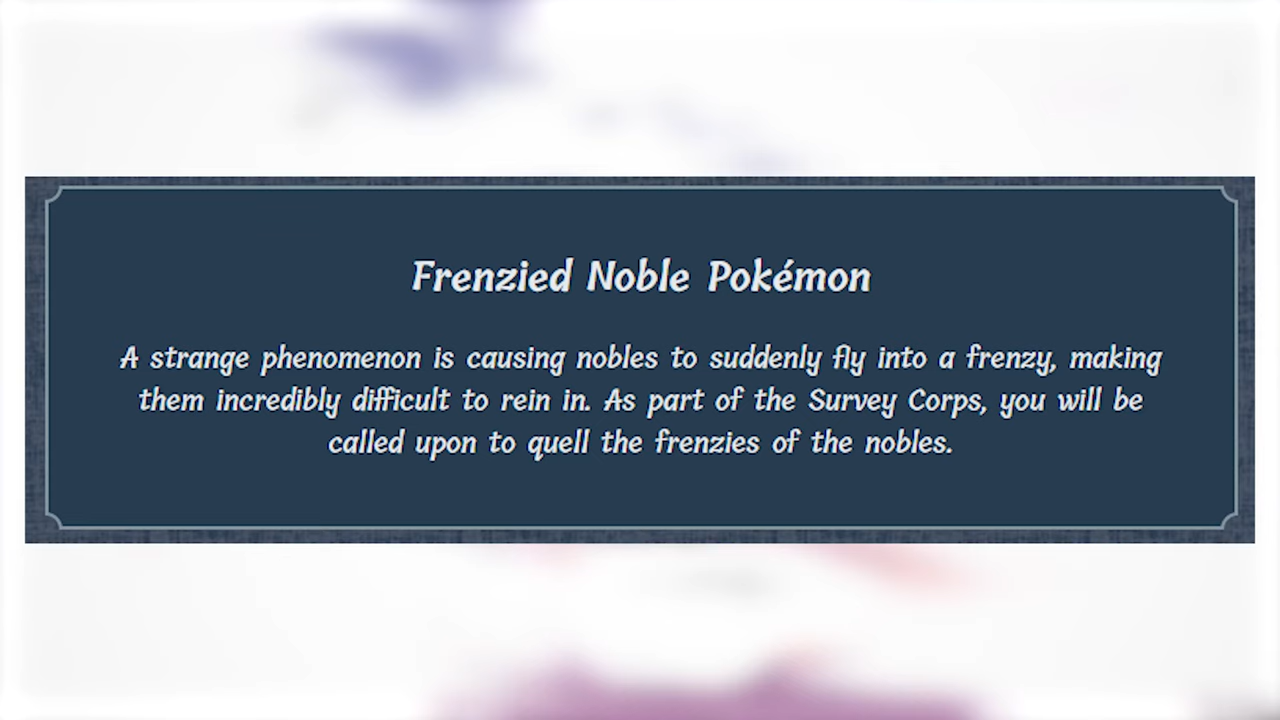 Frenzied Noble Pokémon
A strange phenomenon is causing nobles to suddenly fly into a frenzy, making
them incredibly difficult to rein in. As part of the Survey Corps, you will be
called upon to quell the frenzies of the nobles.